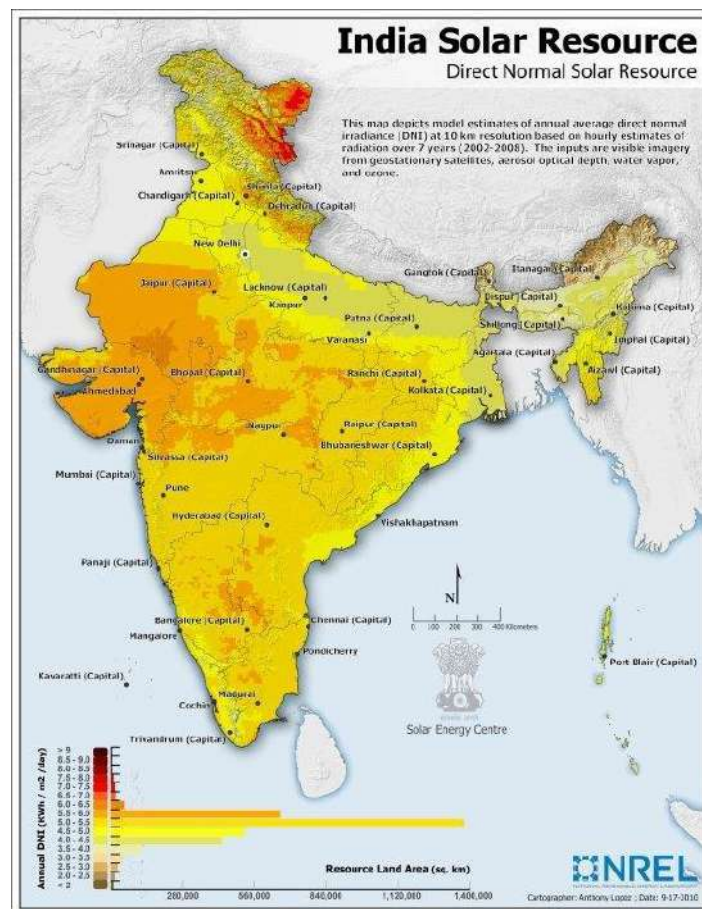 India Solar Resource
Direct Normal Solar Resource
This map depicts model estimates of annual average direct normal
irradiance (DNI) at 10 km resolution based on hourly estimates of
radiation over 7 years (2002-2008). The inputs are visible imagery
from geostationary satellites, aerosol optical depth, water vapor,
and ozone.
Srinagar (Capital)
Amritsar
Shimla (Capital)
Chandigarh (Capital)
Dehradun (Capital)
New Delhi
Gangtok (Capital)
Itanagar (Capital)
Jaipur (Capital)
Lucknow (Capital)
Kanpur
Dispur (Capital)
Kohima (Capital)
Patna (Capital)
Shillong (Capital)
Varanasi
Imphal (Capital)
Agartala (Capital)
Gandhinagar (Capital)
Bhopal (Capital)
Ranchi (Capital)
Aizawl (Capital)
Ahmedabad
Kolkata (Capital)
Nagpur
Raipur (Capital)
Daman
Bhubaneshwar (Capital)
Silvassa (Capital)
Mumbai (Capital)
Pune
Hyderabad (Capital)
Vishakhapatnam
Panaji (Capital)
N
Bangalore (Capital)
Chennai (Capital)
0 100 200 300 400 Kilometres
Mangalore
Pondicherry
Port Blair (Capital)
Kavaratti (Capital)
Madurai
Cochin
Solar Energy Centre
Trivandrum (Capital)
Annual DNI (KWh / m2 /day)
> 9
8.5 - 9.0
8.0 - 8.5
7.5 - 8.0
7.0 - 7.5
6.5 - 7.0
6.0 - 6.5
5.5 - 6.0
5.0 - 5.5
4.5 - 5.0
4.0 - 4.5
3.5 - 4.0
3.0 - 3.5
2.5 - 3.0
2.0 - 2.5
< 2
Resource Land Area (sq. km)
280,000 560,000 840,000 1,120,000 1,400,000
NREL
NATIONAL RENEWABLE ENERGY LABORATORY
Cartographer: Anthony Lopez ; Date: 9-17-1010